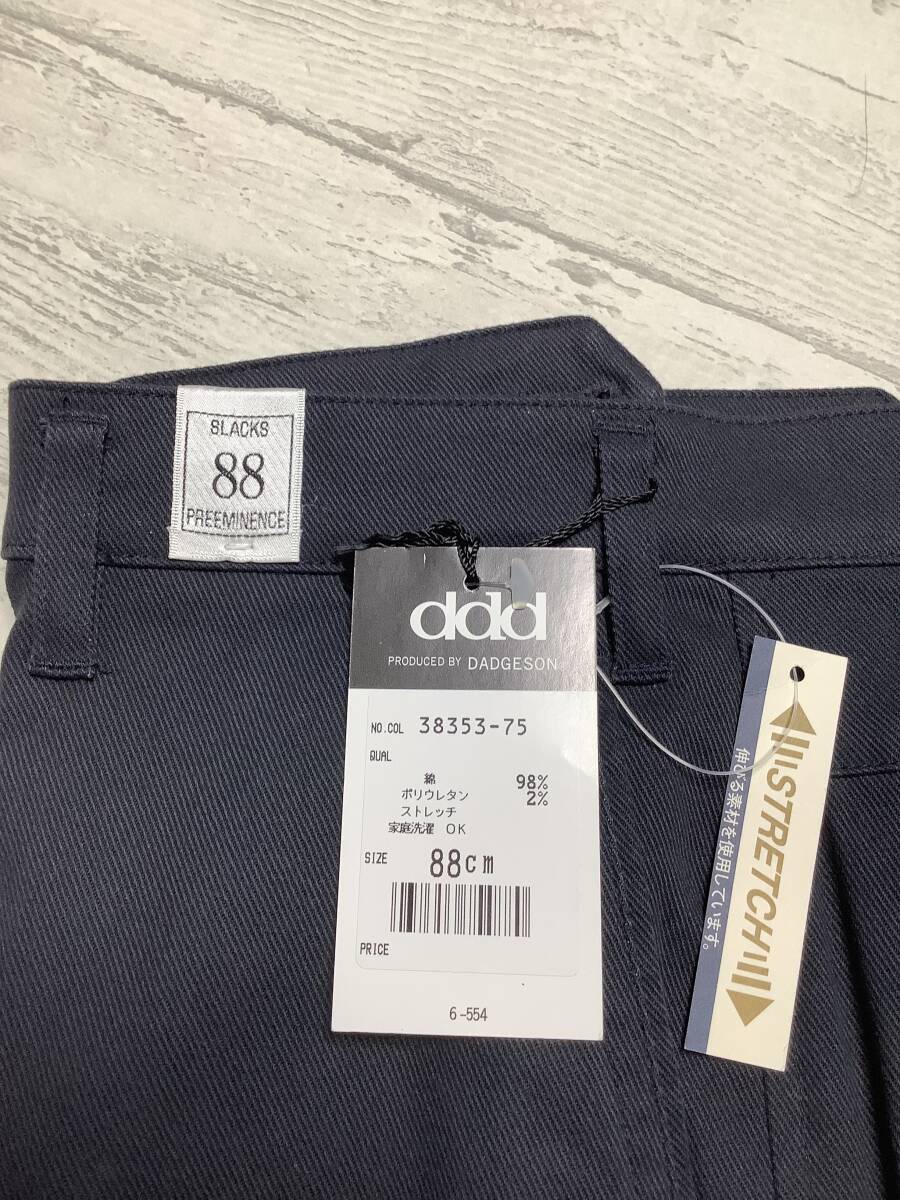 SLACKS
88
PREEMINENCE
ddd
PRODUCED BY DADGESON
NO.COL 38353-75
QUAL
綿 98%
ポリウレタン 2%
ストレッチ
家庭洗濯 OK
SIZE 88cm
PRICE
6-554
STRETCH
伸びる素材を使用しています。